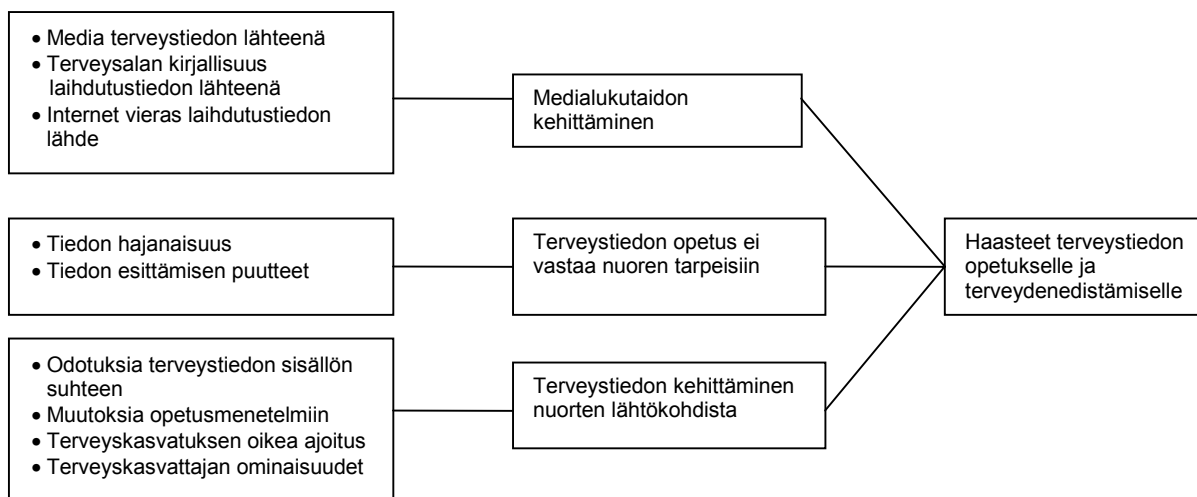 • Media terveystiedon lähteenä
• Terveysalan kirjallisuus
laihdutustiedon lähteenä
• Internet vieras laihdutustiedon
lähde
Medialukutaidon
kehittäminen
• Tiedon hajanaisuus
• Tiedon esittämisen puutteet
Terveystiedon opetus ei
vastaa nuoren tarpeisiin
Haasteet terveystiedon
opetukselle ja
terveydenedistämiselle
• Odotuksia terveystiedon sisällön
suhteen
• Muutoksia opetusmenetelmiin
• Terveyskasvatuksen oikea ajoitus
• Terveyskasvattajan ominaisuudet
Terveystiedon kehittäminen
nuorten lähtökohdista